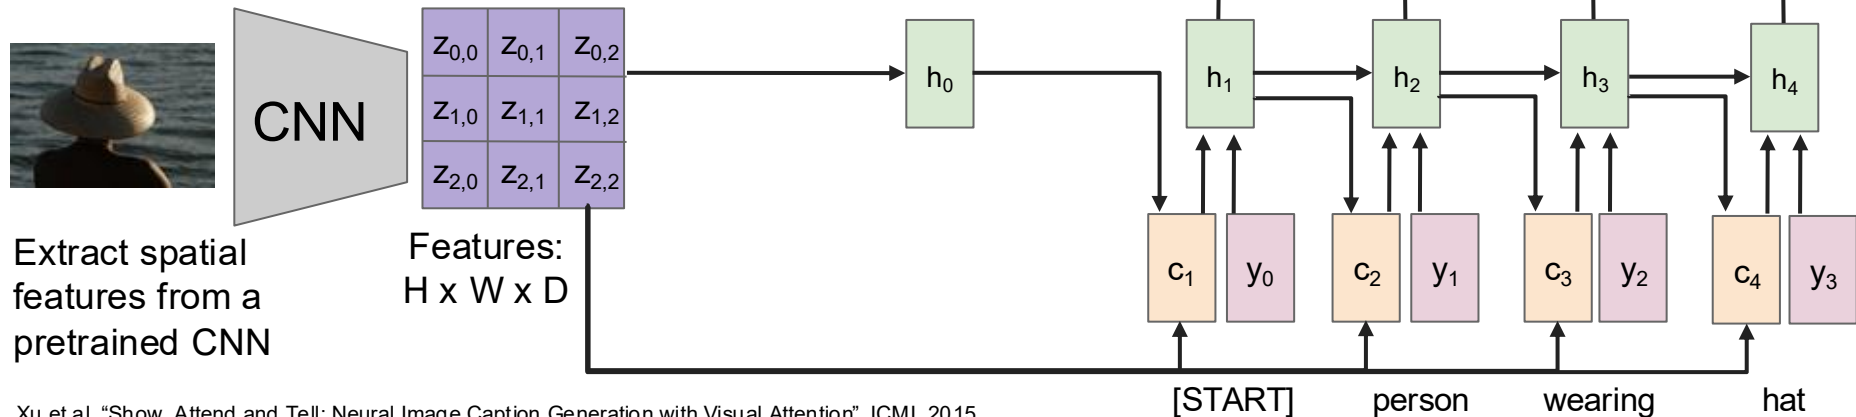 CNN
z0,0 z0,1 z0,2
z1,0 z1,1 z1,2
z2,0 z2,1 z2,2
h0 h1 h2 h3 h4
Extract spatial
features from a
pretrained CNN
Features:
H x W x D
c1 y0 c2 y1 c3 y2 c4 y3
[START] person wearing hat
Xu et al, “Show, Attend and Tell: Neural Image Caption Generation with Visual Attention”, ICML 2015